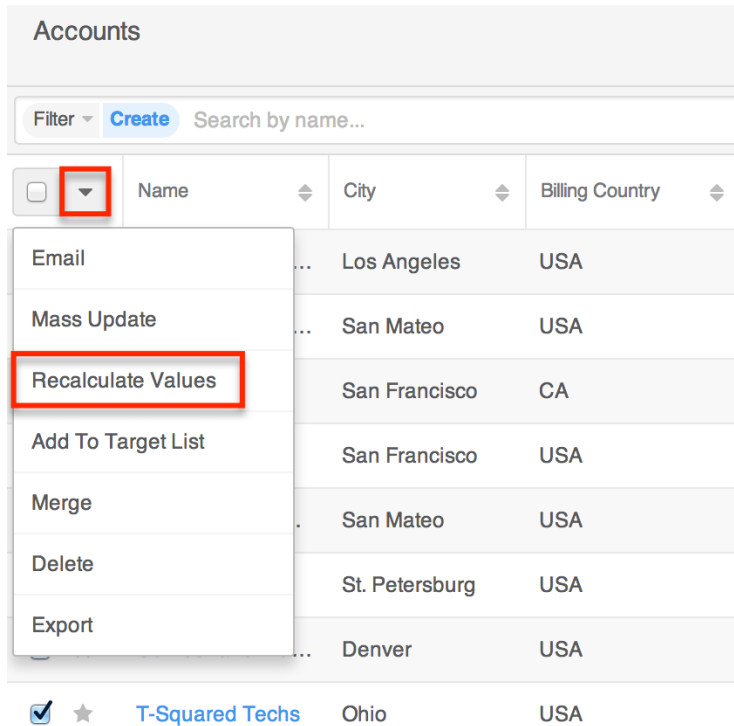 Accounts
Filter Create Search by name...
Name City Billing Country
Email ... Los Angeles USA
Mass Update ... San Mateo USA
Recalculate Values San Francisco CA
Add To Target List San Francisco USA
Merge . San Mateo USA
Delete St. Petersburg USA
Export ... Denver USA
T-Squared Techs Ohio USA